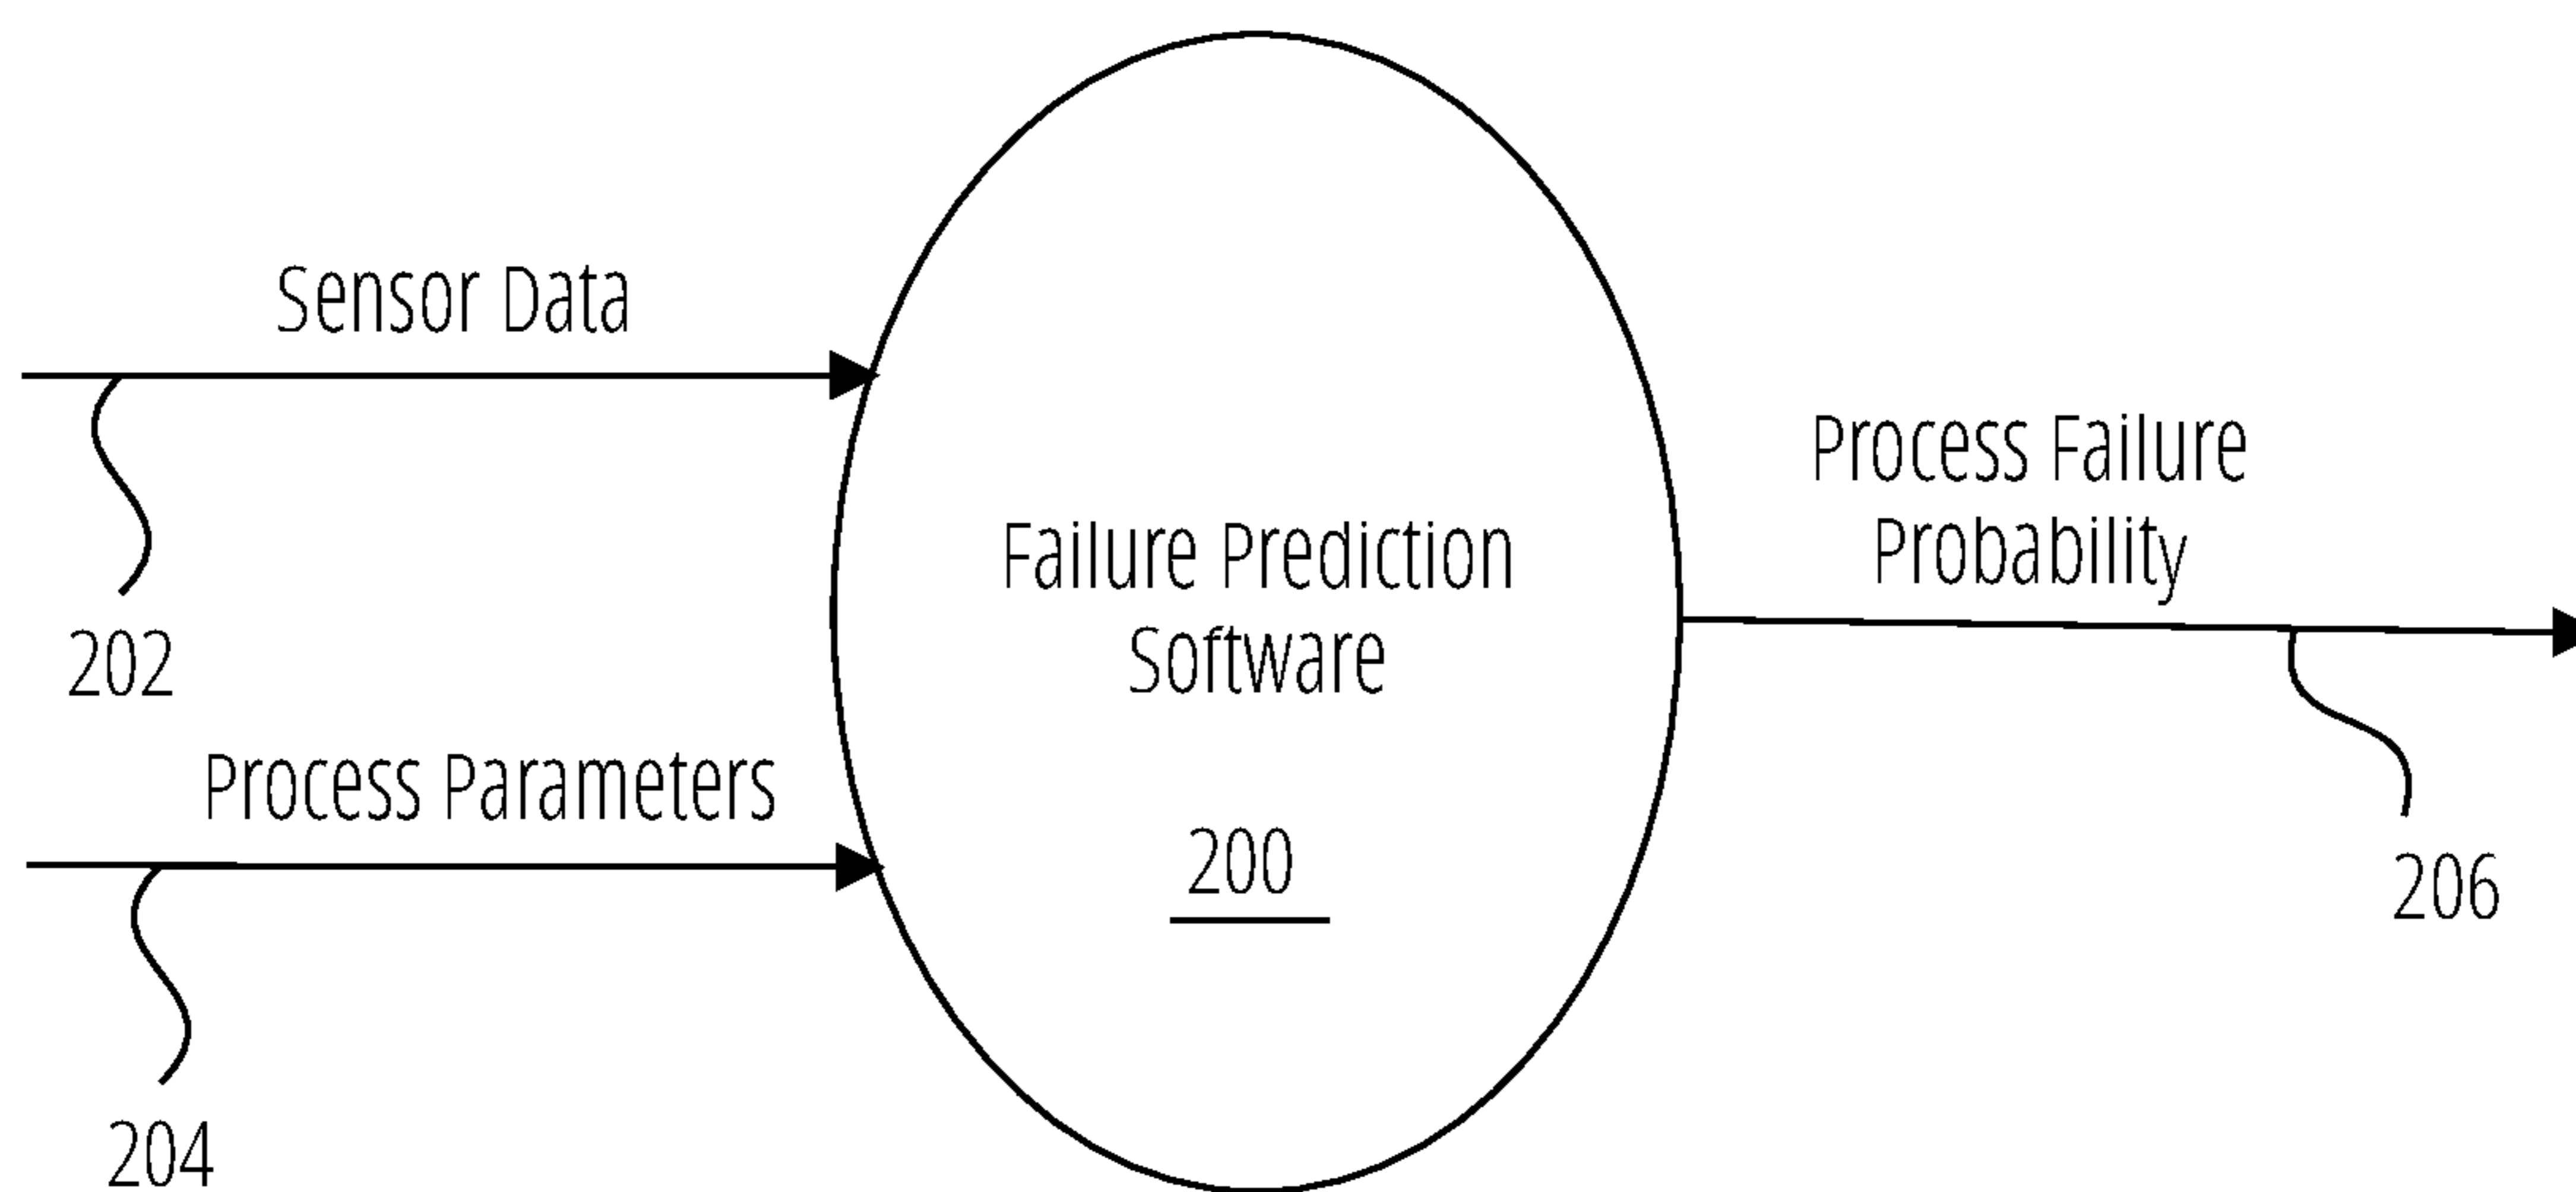 Sensor Data
202
Process Parameters
204
Failure Prediction
Software
200
Process Failure
Probability
206